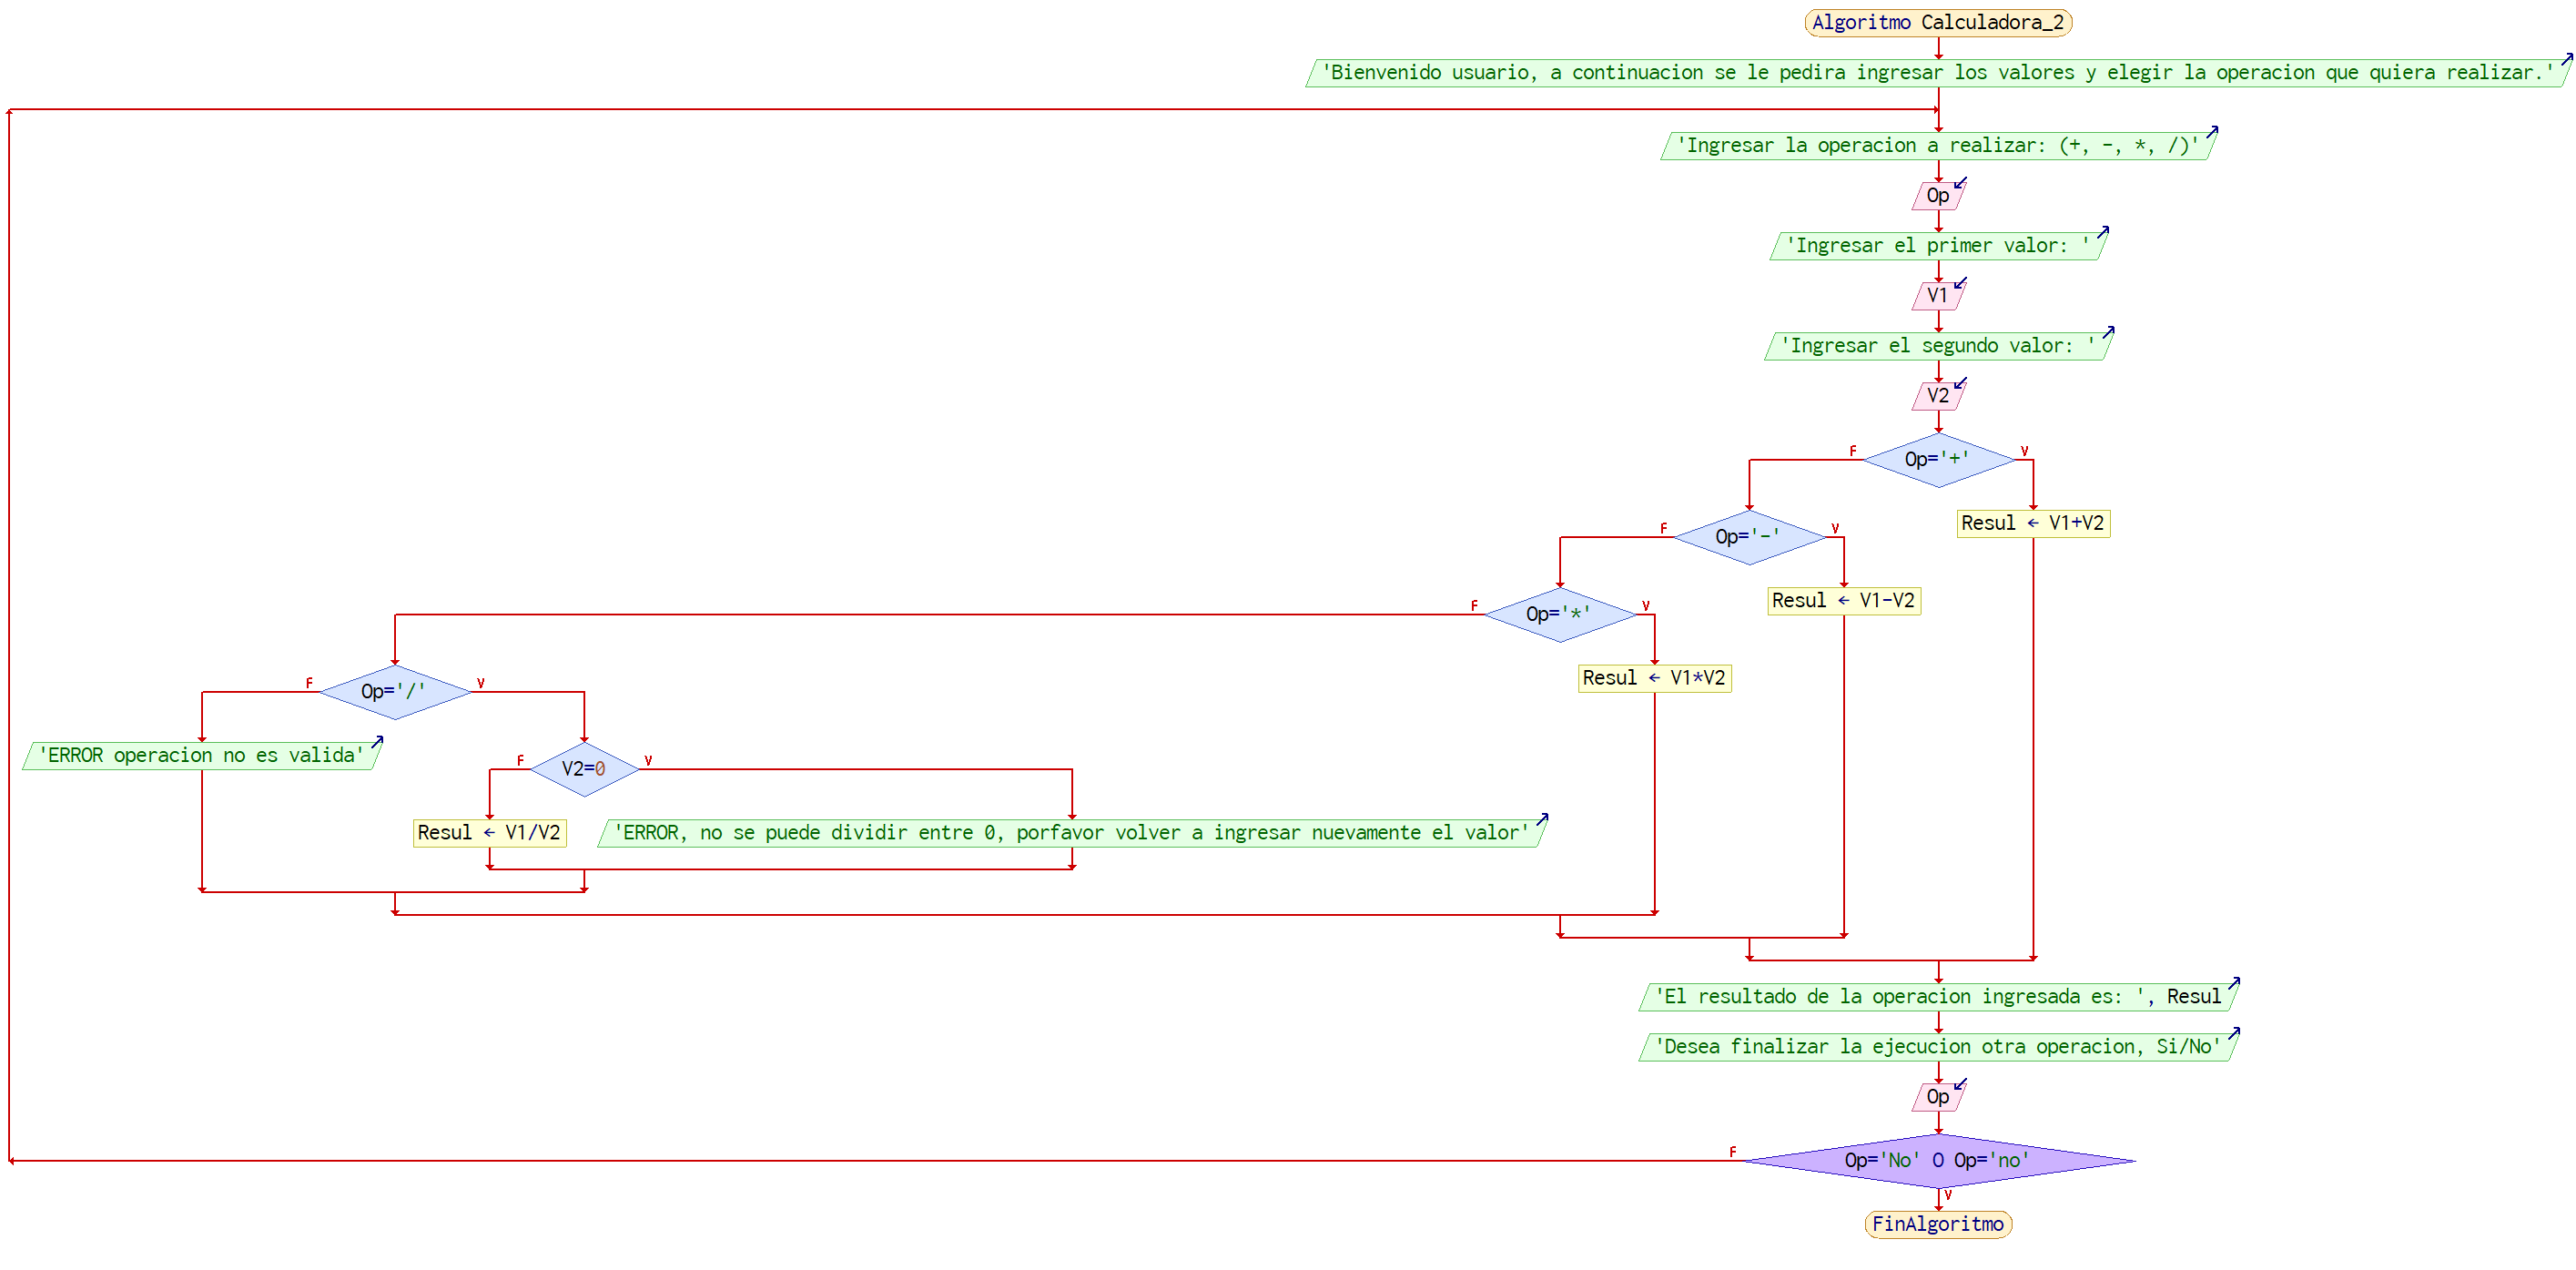 Algoritmo Calculadora_2
'Bienvenido usuario, a continuacion se le pedira ingresar los valores y elegir la operacion que quiera realizar.'
'Ingresar la operacion a realizar: (+, -, *, /)'
Op
'Ingresar el primer valor: '
V1
'Ingresar el segundo valor: '
V2
F
Op='+'
V
Resul ← V1+V2
F
Op='-'
V
Resul ← V1-V2
F
Op='*'
V
Resul ← V1*V2
F
Op='/'
V
'ERROR operacion no es valida'
F
V2=0
V
Resul ← V1/V2
'ERROR, no se puede dividir entre 0, porfavor volver a ingresar nuevamente el valor'
'El resultado de la operacion ingresada es: ', Resul
'Desea finalizar la ejecucion otra operacion, Si/No'
Op
F
Op='No' O Op='no'
V
FinAlgoritmo